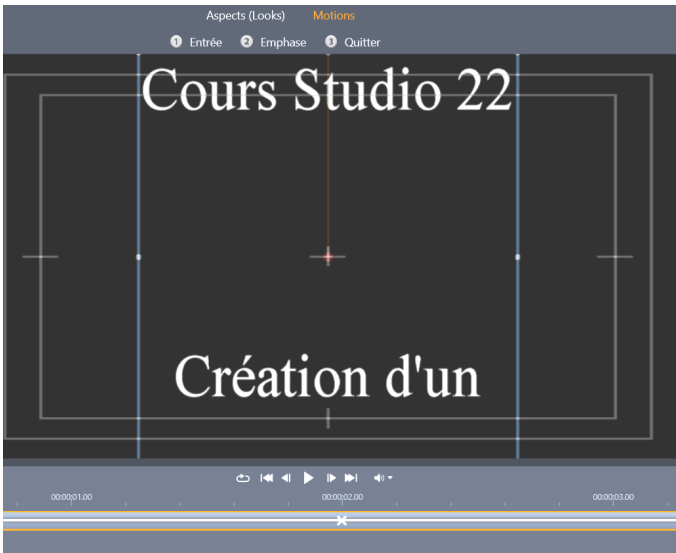 Aspects (Looks) Motions
1 Entrée 2 Emphase 3 Quitter
Cours Studio 22
Création d'un
00:00:01.00 00:00:02.00 00:00:03.00